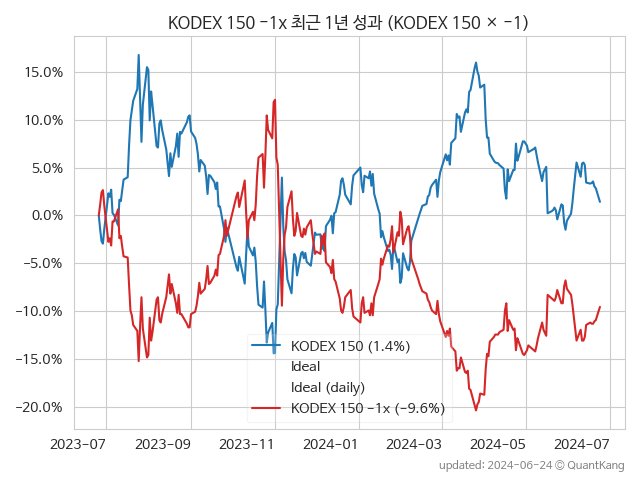 KODEX 150 −1x 최근 1년 성과 (KODEX 150 × −1)
15.0%
10.0%
5.0%
0.0%
−5.0%
−10.0%
−15.0%
−20.0%
KODEX 150 (1.4%)
Ideal
Ideal (daily)
KODEX 150 −1x (−9.6%)
2023−07
2023−09
2023−11
2024−01
2024−03
2024−05
2024−07
updated: 2024−06−24 © QuantKang